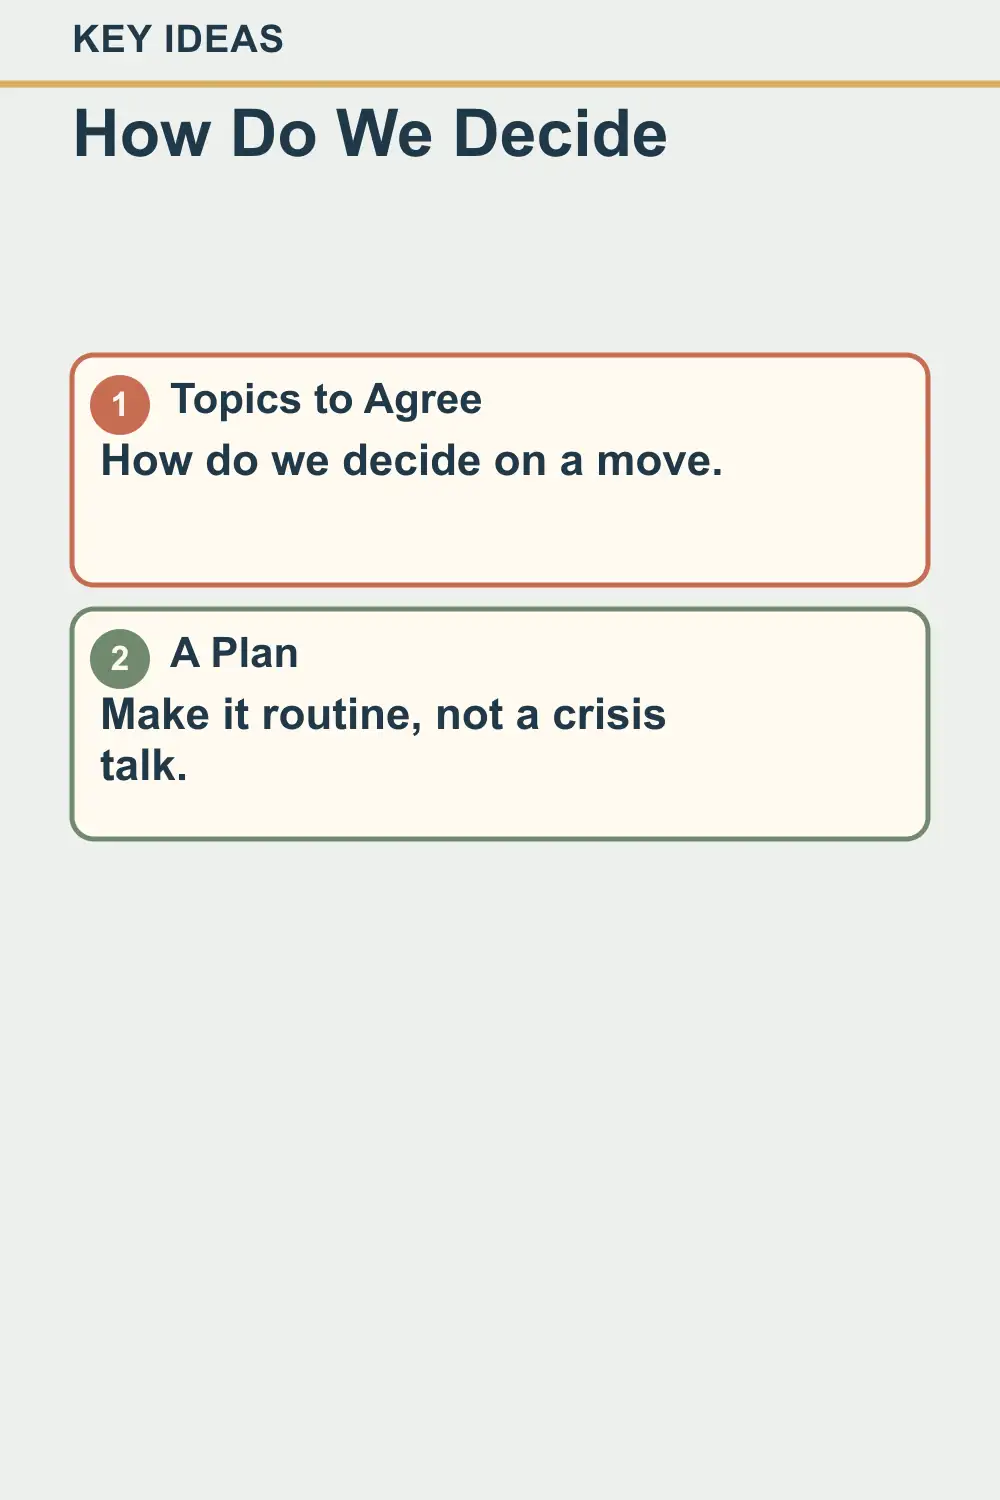 KEY IDEAS
How Do We Decide
1 Topics to Agree
How do we decide on a move.
2 A Plan
Make it routine, not a crisis
talk.